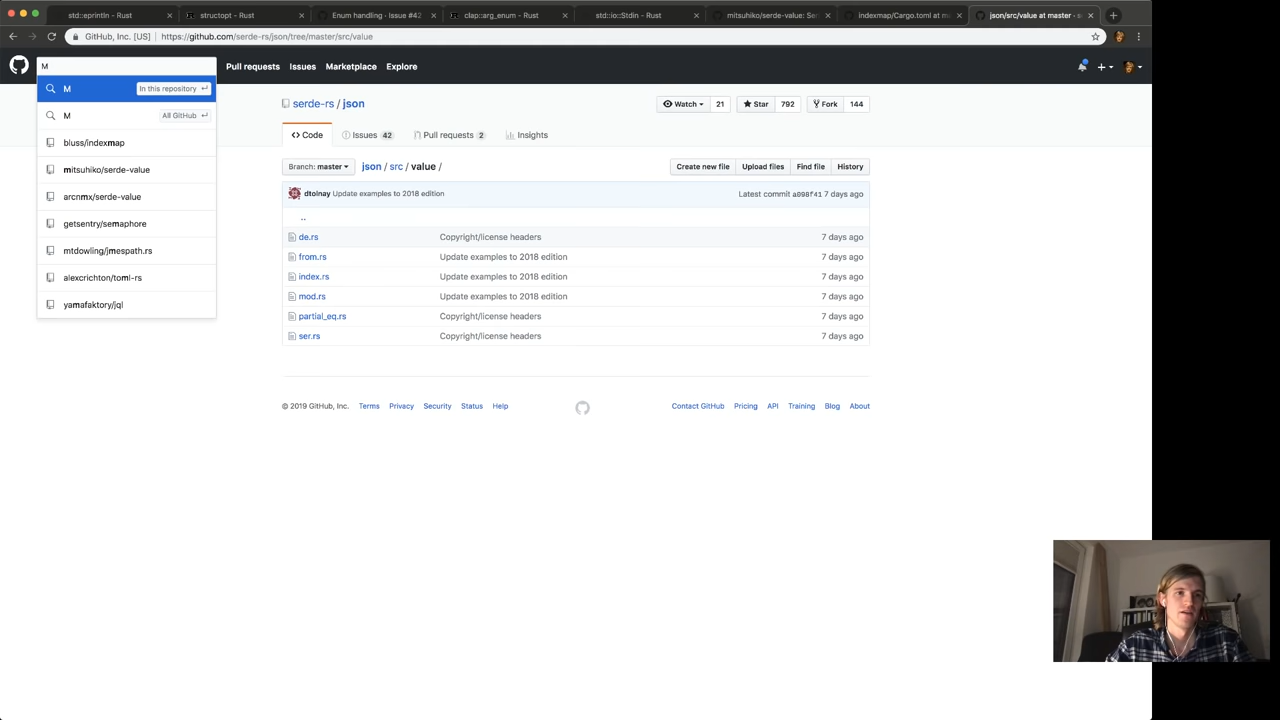 std::eprintln - Rust
structopt - Rust
Enum handling · Issue #42
clap::arg_enum - Rust
std::io::Stdin - Rust
mitsuhiko/serde-value: Se
indexmap/Cargo.toml at m
json/src/value at master · s
GitHub, Inc. [US] https://github.com/serde-rs/json/tree/master/src/value
M
Pull requests Issues Marketplace Explore
M In this repository
M All GitHub
bluss/indexmap
mitsuhiko/serde-value
arcnmx/serde-value
getsentry/semaphore
mtdowling/jmespath.rs
alexcrichton/toml-rs
yamafaktory/jql
serde-rs / json
Watch 21 Star 792 Fork 144
Code Issues 42 Pull requests 2 Insights
Branch: master json / src / value / Create new file Upload files Find file History
dtolnay Update examples to 2018 edition Latest commit a098f41 7 days ago
..
de.rs Copyright/license headers 7 days ago
from.rs Update examples to 2018 edition 7 days ago
index.rs Update examples to 2018 edition 7 days ago
mod.rs Update examples to 2018 edition 7 days ago
partial_eq.rs Copyright/license headers 7 days ago
ser.rs Copyright/license headers 7 days ago
© 2019 GitHub, Inc. Terms Privacy Security Status Help Contact GitHub Pricing API Training Blog About